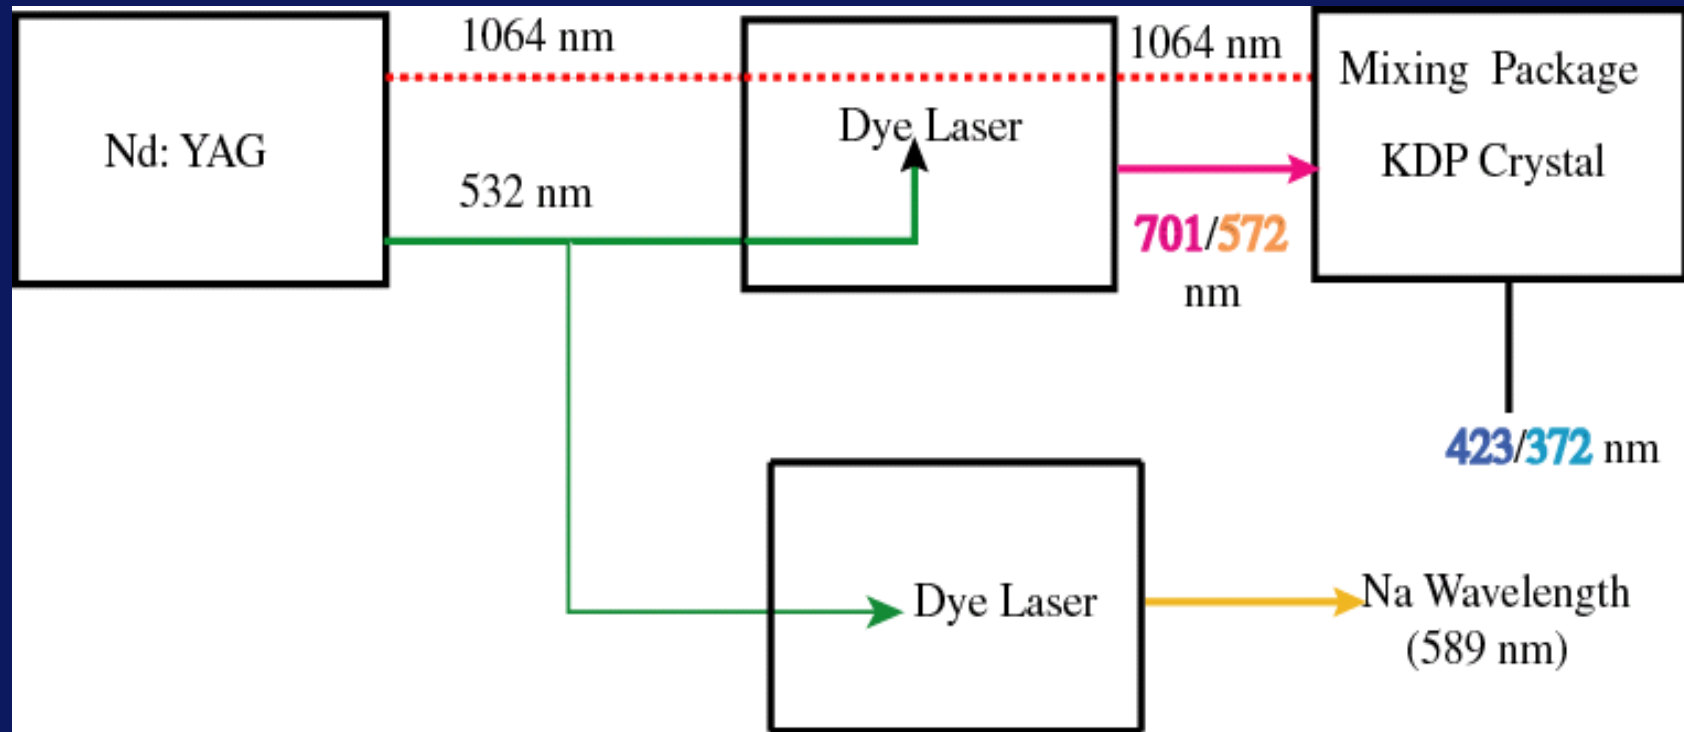 Nd: YAG
1064 nm
532 nm
Dye Laser
1064 nm
701/572
nm
Mixing Package
KDP Crystal
423/372 nm
Dye Laser
Na Wavelength
(589 nm)